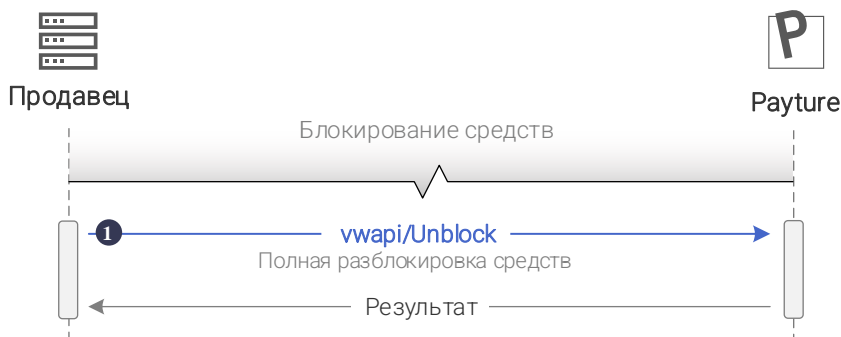 P
Продавец
Payture
Блокирование средств
1
vwapi/Unblock
Полная разблокировка средств
Результат